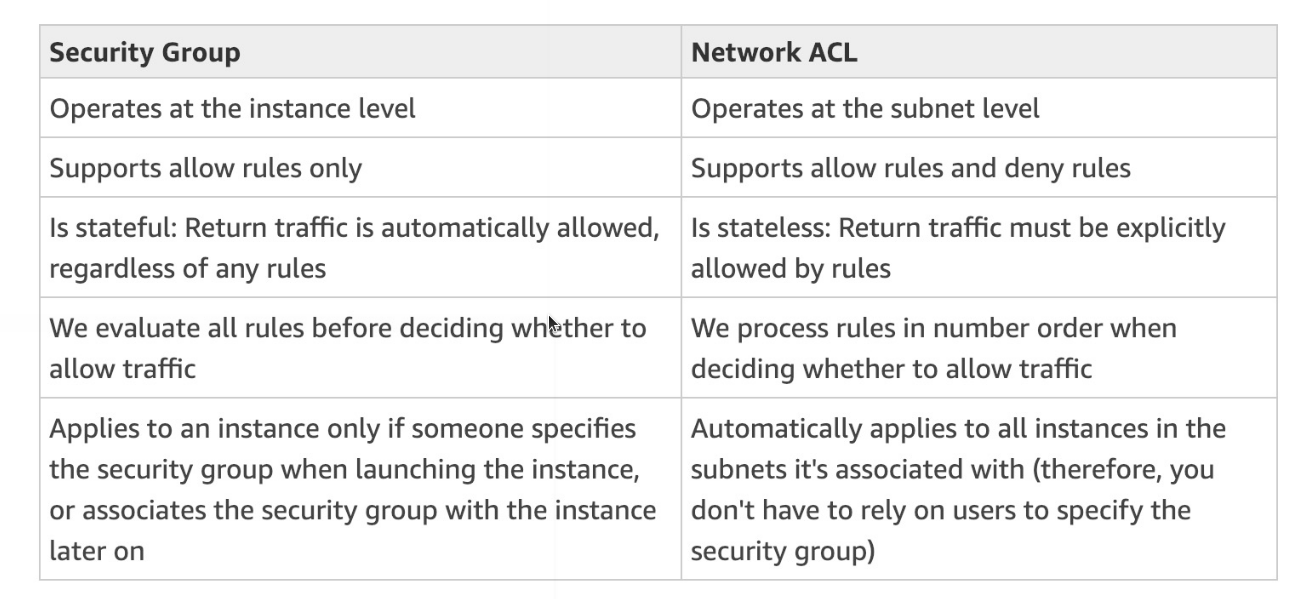 Security Group
Network ACL
Operates at the instance level
Operates at the subnet level
Supports allow rules only
Supports allow rules and deny rules
Is stateful: Return traffic is automatically allowed,
regardless of any rules
Is stateless: Return traffic must be explicitly
allowed by rules
We evaluate all rules before deciding whether to
allow traffic
We process rules in number order when
deciding whether to allow traffic
Applies to an instance only if someone specifies
the security group when launching the instance,
or associates the security group with the instance
later on
Automatically applies to all instances in the
subnets it's associated with (therefore, you
don't have to rely on users to specify the
security group)